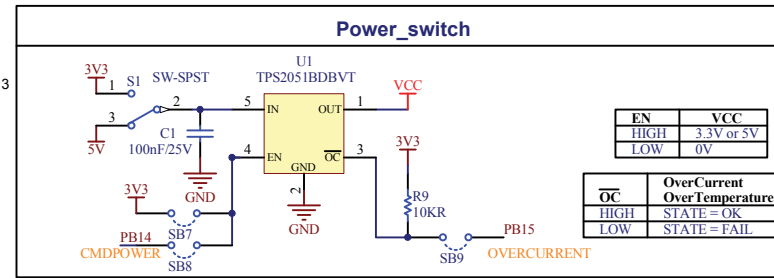 Power_switch
3
3V3
1
S1
SW-SPST
2
3
5V
C1
100nF/25V
GND
U1
TPS2051BDBVT
5
IN
OUT
1
VCC
4
EN
OC
3
GND
2
GND
3V3
R9
10KR
3V3
SB7
PB14
CMDPOWER
SB8
SB9
PB15
OVERCURRENT
EN VCC
HIGH 3.3V or 5V
LOW 0V
OC OverCurrent
OverTemperature
HIGH STATE = OK
LOW STATE = FAIL